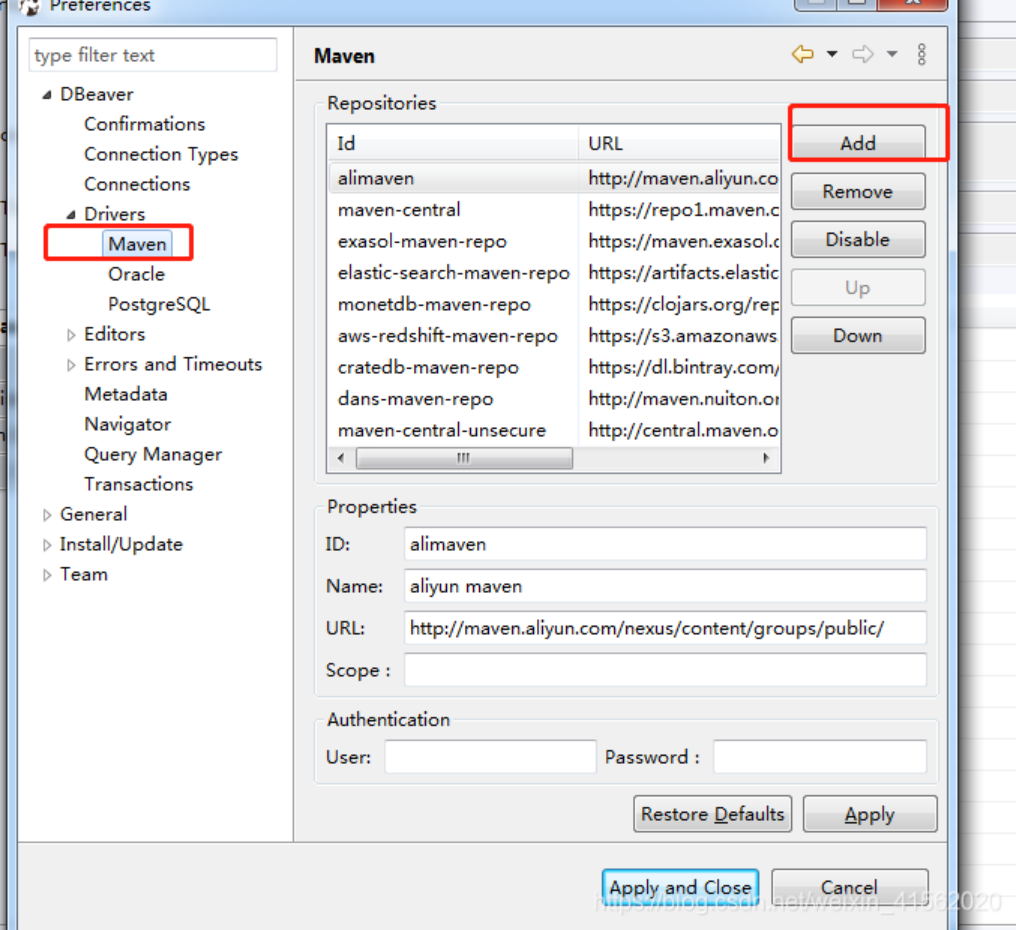 Preferences
type filter text
DBeaver
Confirmations
Connection Types
Connections
Drivers
Maven
Oracle
PostgreSQL
Editors
Errors and Timeouts
Metadata
Navigator
Query Manager
Transactions
General
Install/Update
Team
Maven
Repositories
Id URL
alimaven http://maven.aliyun.co
maven-central https://repo1.maven.c
exasol-maven-repo https://maven.exasol.c
elastic-search-maven-repo https://artifacts.elastic
monetdb-maven-repo https://clojars.org/rep
aws-redshift-maven-repo https://s3.amazonaws.
cratedb-maven-repo https://dl.bintray.com/
dans-maven-repo http://maven.nuiton.or
maven-central-unsecure http://central.maven.o
Add
Remove
Disable
Up
Down
Properties
ID: alimaven
Name: aliyun maven
URL: http://maven.aliyun.com/nexus/content/groups/public/
Scope :
Authentication
User: Password :
Restore Defaults Apply
Apply and Close Cancel
https://blog.csdn.net/weixin_41562020